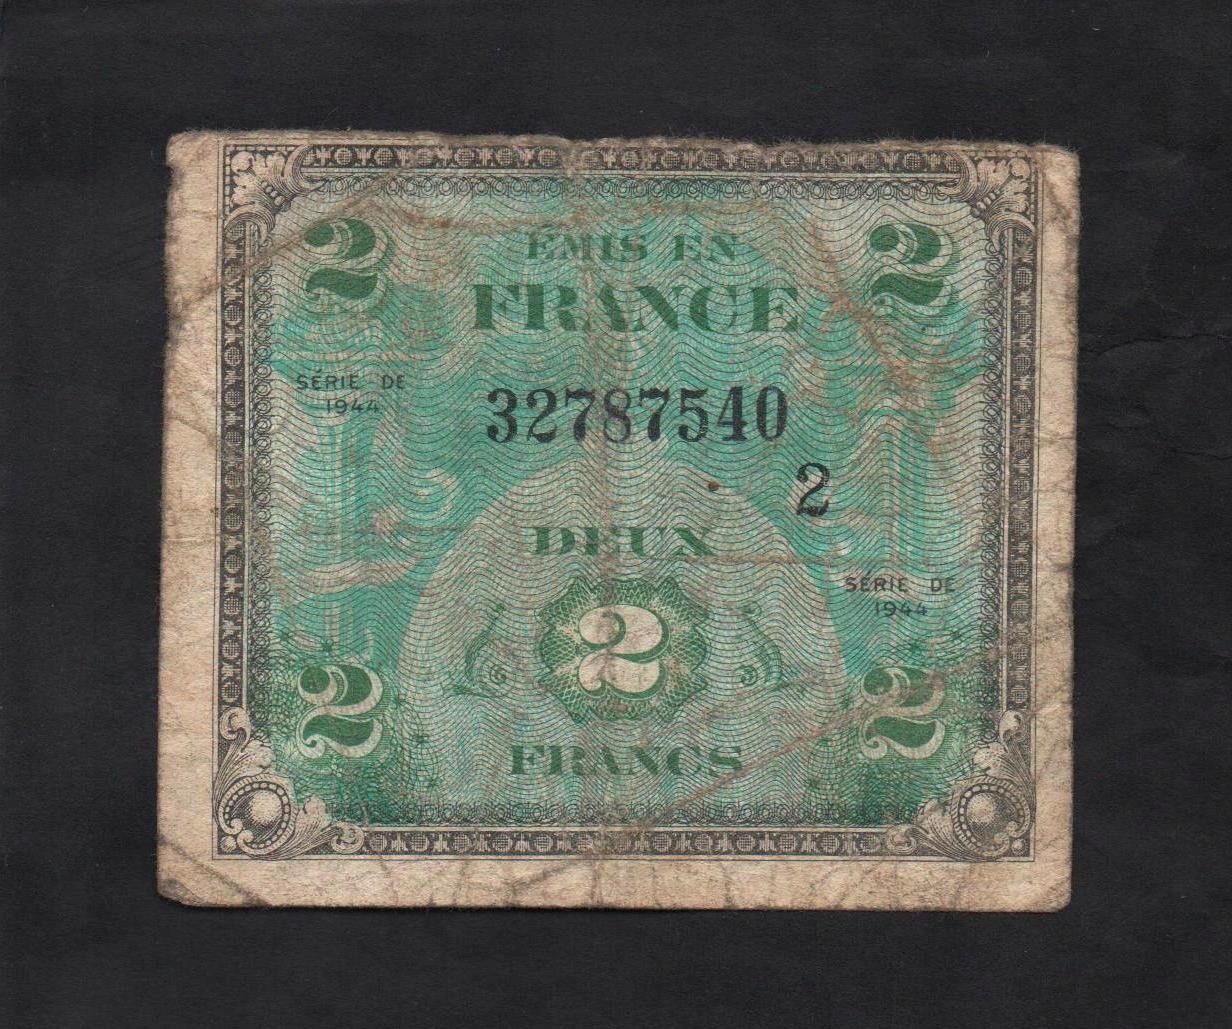 2 ÉMIS EN 2
FRANCE
SÉRIE DE
1944
32787540
2
DEUX
SÉRIE DE
1944
2
2 2
FRANCS